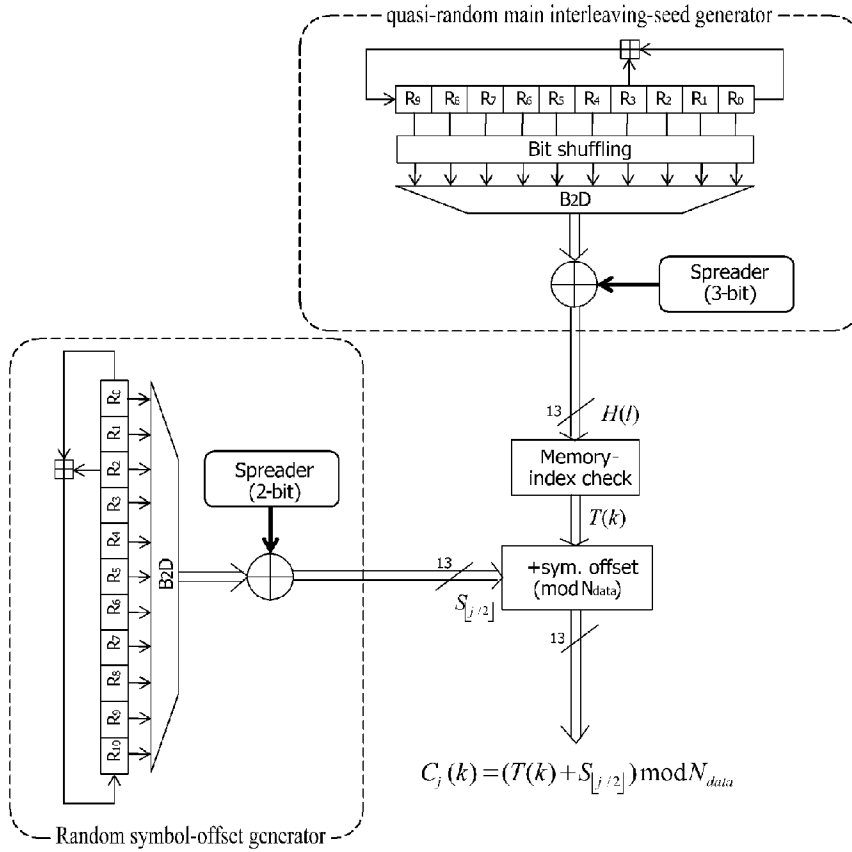 quasi-random main interleaving-seed generator
R9 R8 R7 R6 R5 R4 R3 R2 R1 R0
Bit shuffling
B2D
Spreader
(3-bit)
13
H(l)
Memory-
index check
T(k)
+sym. offset
(mod Ndata)
13
R0
R1
R2
R3
R4
R5
R6
R7
R8
R9
R10
B2D
Spreader
(2-bit)
13
S⌊j/2⌋
C_j(k) = (T(k) + S⌊j/2⌋) mod N_data
Random symbol-offset generator